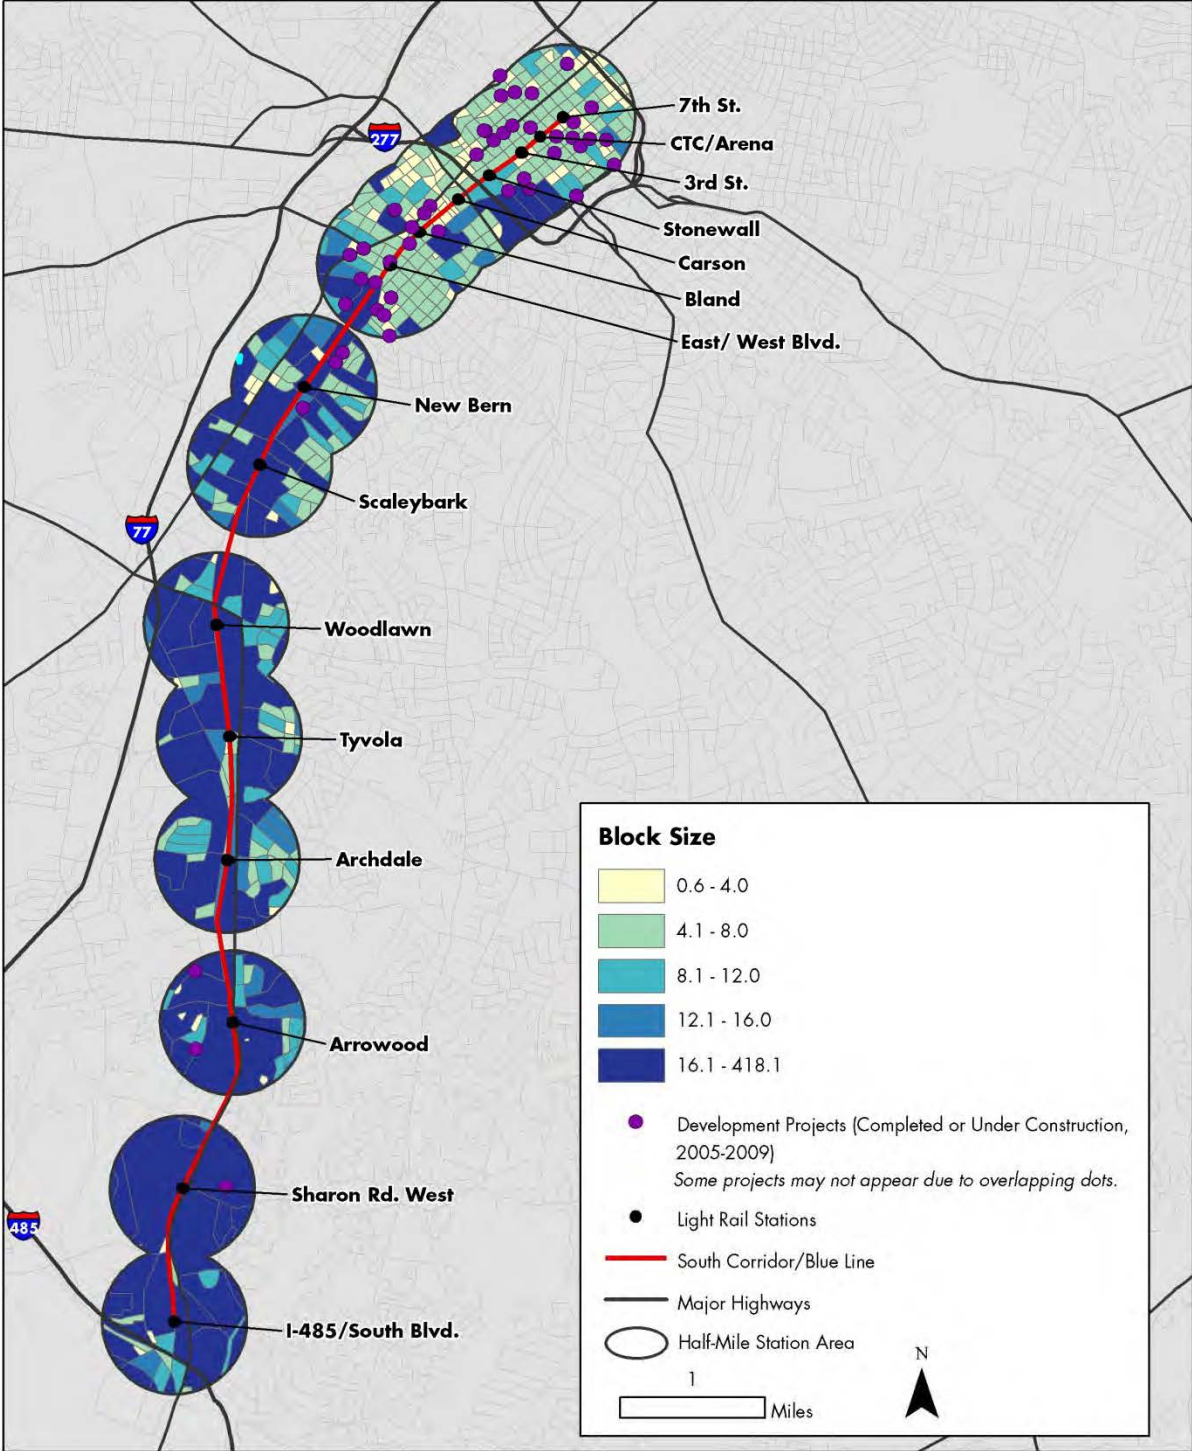 277
7th St.
CTC/Arena
3rd St.
Stonewall
Carson
Bland
East/ West Blvd.
New Bern
Scaleybark
77
Woodlawn
Tyvola
Archdale
Arrowood
Sharon Rd. West
485
I-485/South Blvd.
Block Size
0.6 - 4.0
4.1 - 8.0
8.1 - 12.0
12.1 - 16.0
16.1 - 418.1
Development Projects (Completed or Under Construction,
2005-2009)
Some projects may not appear due to overlapping dots.
Light Rail Stations
South Corridor/Blue Line
Major Highways
Half-Mile Station Area
N
1
Miles